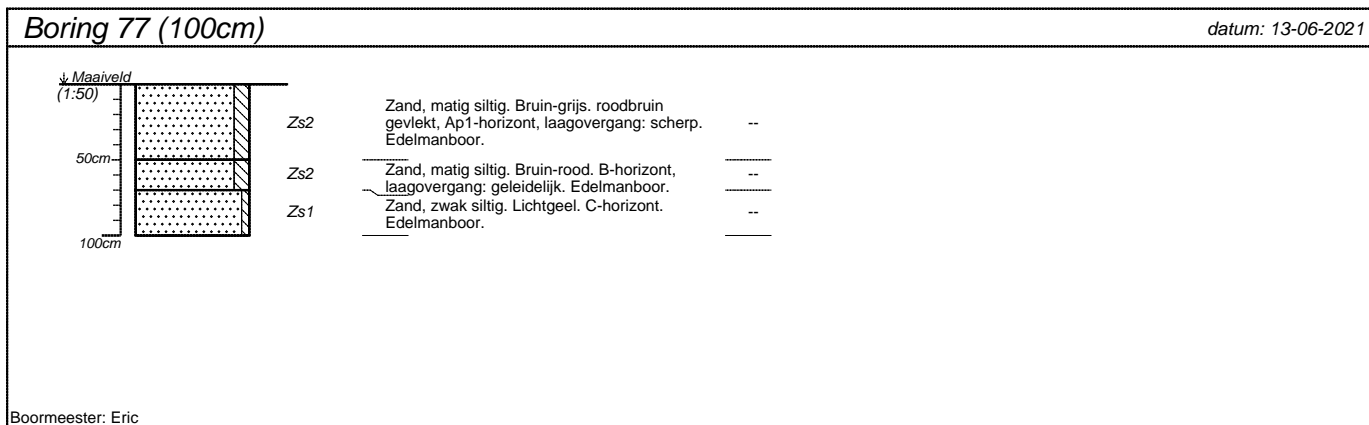 Boring 77 (100cm)
datum: 13-06-2021
Maaiveld
(1:50)
Zs2
Zand, matig siltig. Bruin-grijs. roodbruin
gevlekt, Ap1-horizont, laagovergang: scherp.
Edelmanboor.
--
50cm
Zs2
Zand, matig siltig. Bruin-rood. B-horizont,
laagovergang: geleidelijk. Edelmanboor.
--
Zs1
Zand, zwak siltig. Lichtgeel. C-horizont.
Edelmanboor.
--
100cm
Boormeester: Eric